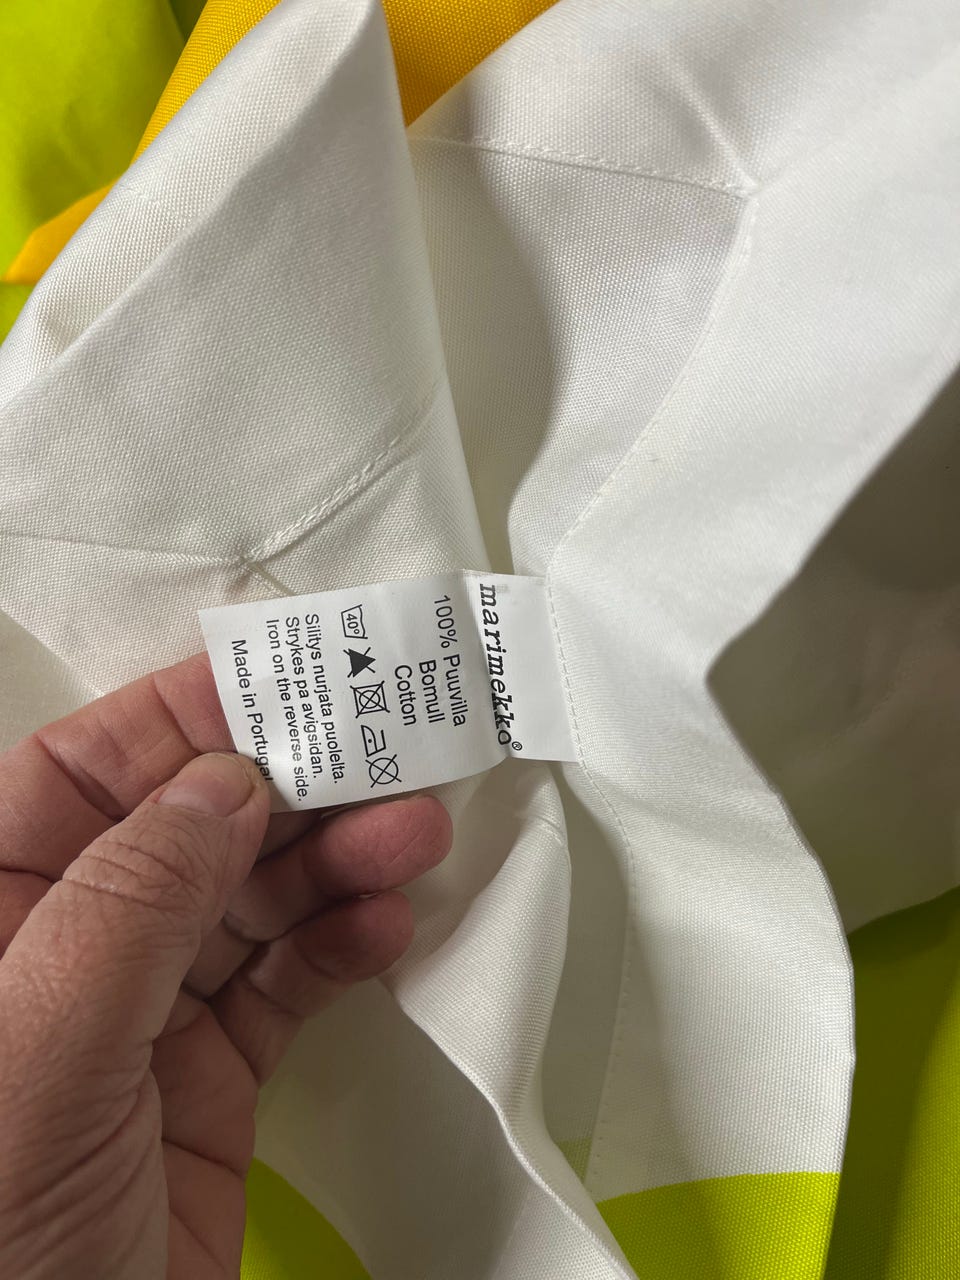 marimekko®
100% Puuvilla
Bomull
Cotton
40°
Silitys nurjata puolelta.
Strykes pa avigsidan.
Iron on the reverse side.
Made in Portugal